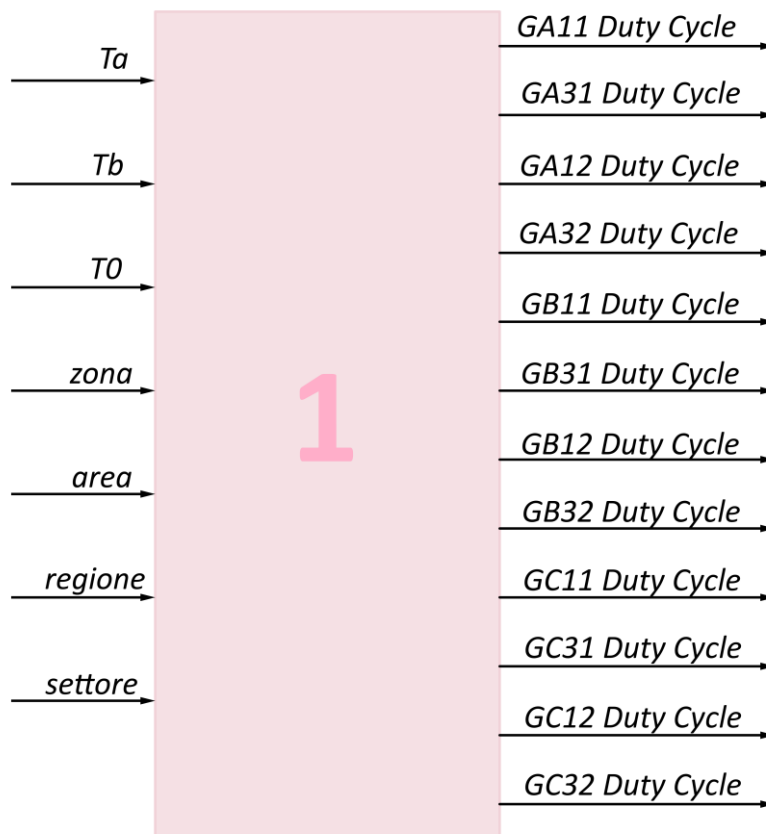 Ta
Tb
T0
zona
area
regione
settore
1
GA11 Duty Cycle
GA31 Duty Cycle
GA12 Duty Cycle
GA32 Duty Cycle
GB11 Duty Cycle
GB31 Duty Cycle
GB12 Duty Cycle
GB32 Duty Cycle
GC11 Duty Cycle
GC31 Duty Cycle
GC12 Duty Cycle
GC32 Duty Cycle